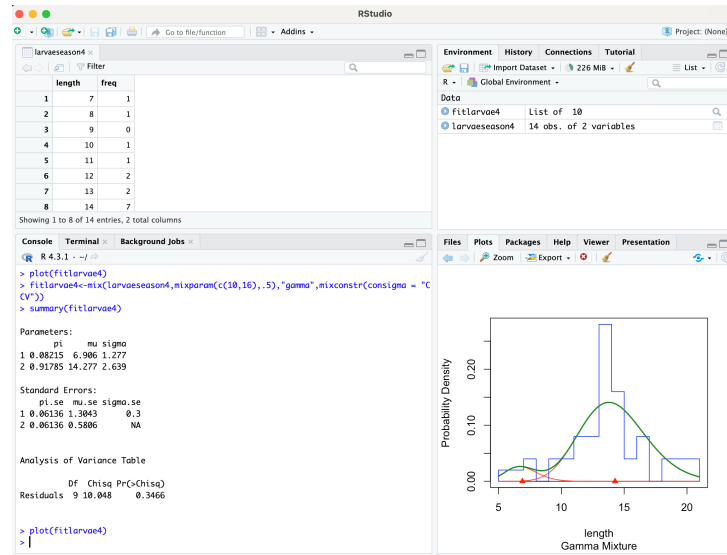 RStudio
Go to file/function
Addins
Project: (None)
larvaeseason4
Filter
length freq
1 7 1
2 8 1
3 9 0
4 10 1
5 11 1
6 12 2
7 13 2
8 14 7
Showing 1 to 8 of 14 entries, 2 total columns
Environment History Connections Tutorial
Import Dataset 226 MiB List
R Global Environment
Data
fitlarvae4 List of 10
larvaeseason4 14 obs. of 2 variables
Console Terminal Background Jobs
R 4.3.1 · ~/
> plot(fitlarvae4)
> fitlarvae4<-mix(larvaeseason4,mixparam(c(10,16),.5),"gamma",mixconstr(consigma = "C
CV"))
> summary(fitlarvae4)
Parameters:
pi mu sigma
1 0.08215 6.906 1.277
2 0.91785 14.277 2.639
Standard Errors:
pi.se mu.se sigma.se
1 0.06136 1.3043 0.3
2 0.06136 0.5806 NA
Analysis of Variance Table
Df Chisq Pr(>Chisq)
Residuals 9 10.048 0.3466
> plot(fitlarvae4)
>
Files Plots Packages Help Viewer Presentation
Zoom Export
Probability Density
0.00 0.10 0.20
5 10 15 20
length
Gamma Mixture